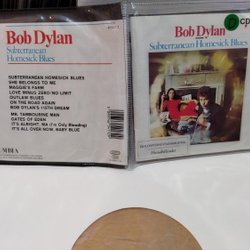 Bob Dylan
Subterranean
Homesick Blues
SUBTERRANEAN HOMESICK BLUES
SHE BELONGS TO ME
MAGGIE'S FARM
LOVE MINUS ZERO/NO LIMIT
OUTLAW BLUES
ON THE ROAD AGAIN
BOB DYLAN'S 115TH DREAM
MR. TAMBOURINE MAN
GATES OF EDEN
IT'S ALRIGHT, MA (I'm Only Bleeding)
IT'S ALL OVER NOW, BABY BLUE
UMBIA
Bob Dylan
Subterranean Homesick Blues
cp